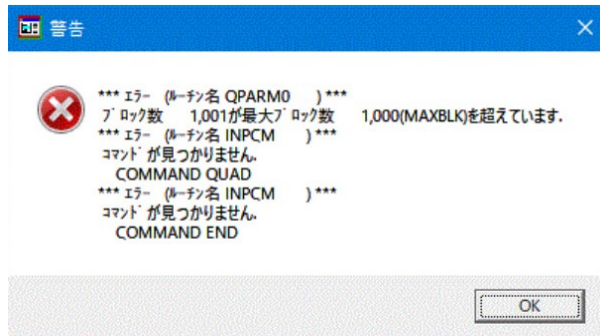 警告
*** ｴﾗｰ (ﾙｰﾁﾝ名 QPARM0 ) ***
ﾌﾞﾛｯｸ数 1,001が最大ﾌﾞﾛｯｸ数 1,000(MAXBLK)を超えています.
*** ｴﾗｰ (ﾙｰﾁﾝ名 INPCM ) ***
ｺﾏﾝﾄﾞが見つかりません.
COMMAND QUAD
*** ｴﾗｰ (ﾙｰﾁﾝ名 INPCM ) ***
ｺﾏﾝﾄﾞが見つかりません.
COMMAND END
OK